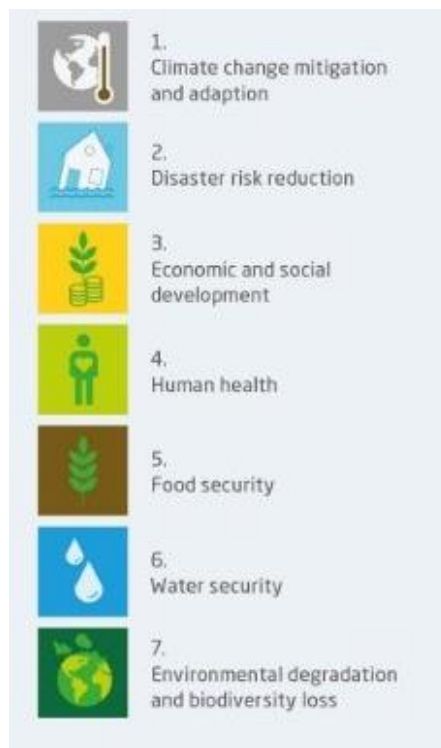 1.
Climate change mitigation
and adaption
2.
Disaster risk reduction
3.
Economic and social
development
4.
Human health
5.
Food security
6.
Water security
7.
Environmental degradation
and biodiversity loss